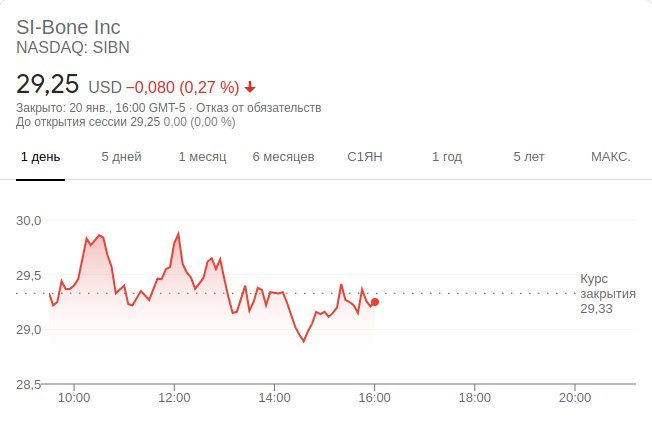 SI-Bone Inc
NASDAQ: SIBN
29,25 USD −0,080 (0,27 %)
Закрыто: 20 янв., 16:00 GMT-5 · Отказ от обязательств
До открытия сессии 29,25 0,00 (0,00 %)
1 день 5 дней 1 месяц 6 месяцев С1ЯН 1 год 5 лет МАКС.
30,0
29,5
Курс
закрытия
29,33
29,0
28,5
10:00 12:00 14:00 16:00 18:00 20:00